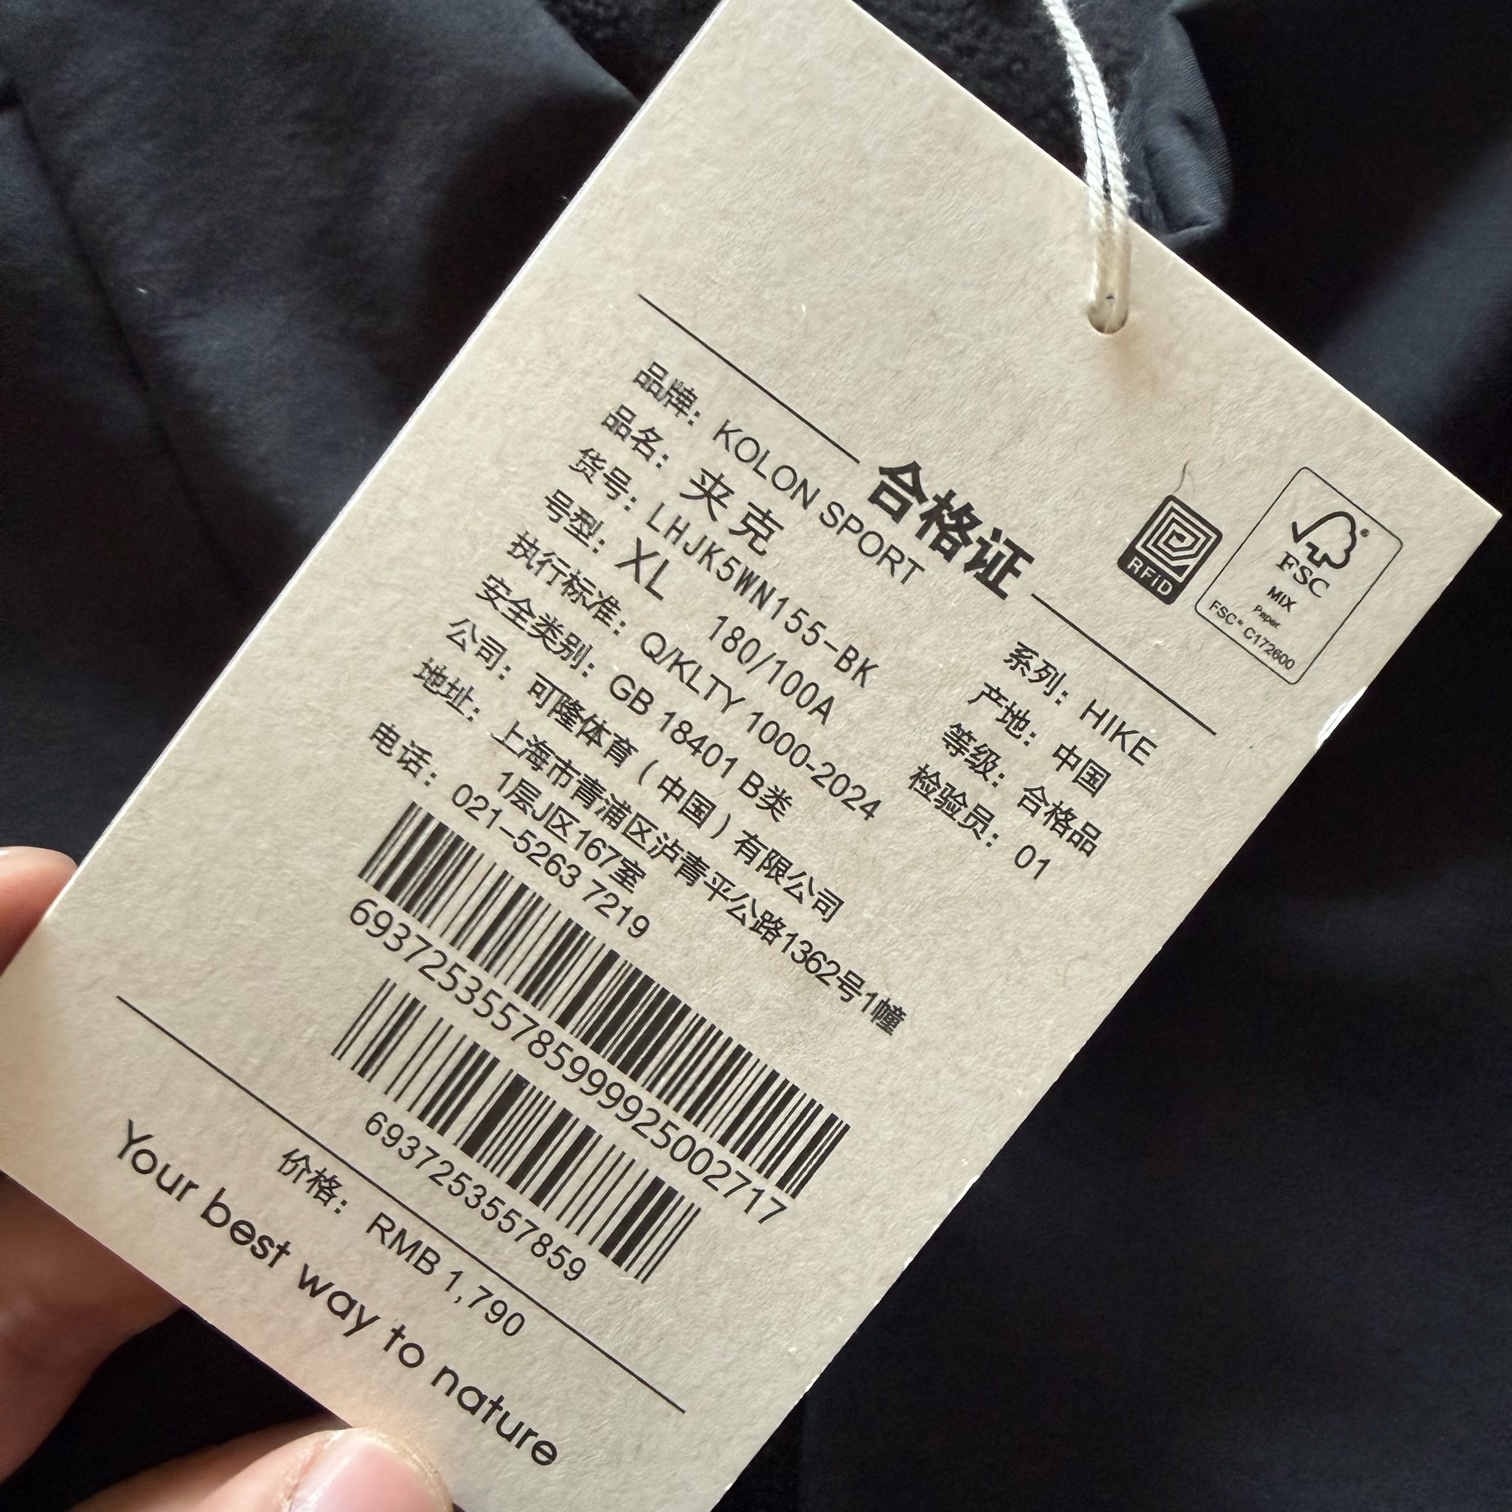 合格证
RFID
FSC®
MIX
Paper
FSC® C172600
品牌：KOLON SPORT
系列：HIKE
品名：夹克
产地：中国
货号：LHJK5WN155-BK
等级：合格品
号型：XL 180/100A
检验员：01
执行标准：Q/KLTY 1000-2024
安全类别：GB 18401 B类
公司：可隆体育（中国）有限公司
地址：上海市青浦区沪青平公路1362号1幢
1层J区167室
电话：021-5263 7219
693725355785999925002717
6937253557859
价格：RMB 1,790
Your best way to nature